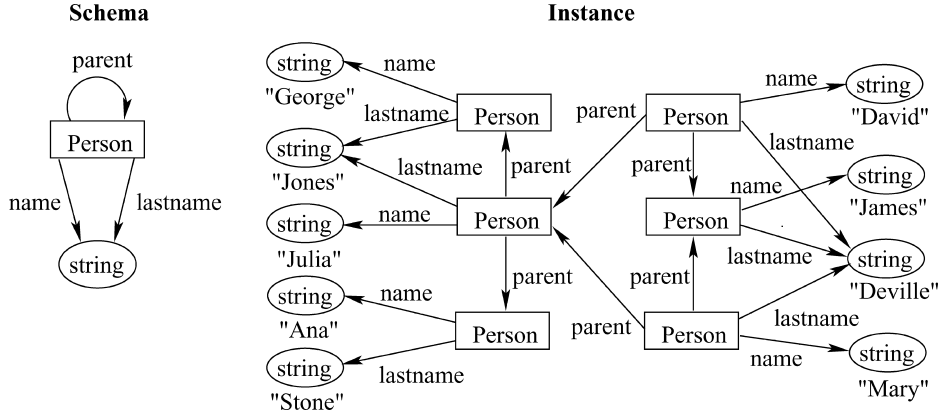 Schema
parent
Person
name
lastname
string
Instance
string
"George"
name
lastname
Person
string
"Jones"
lastname
parent
name
Person
string
"Julia"
parent
string
"Ana"
name
Person
string
"Stone"
lastname
parent
Person
name
string
"David"
lastname
parent
Person
name
string
"James"
lastname
string
"Deville"
parent
parent
Person
lastname
name
string
"Mary"